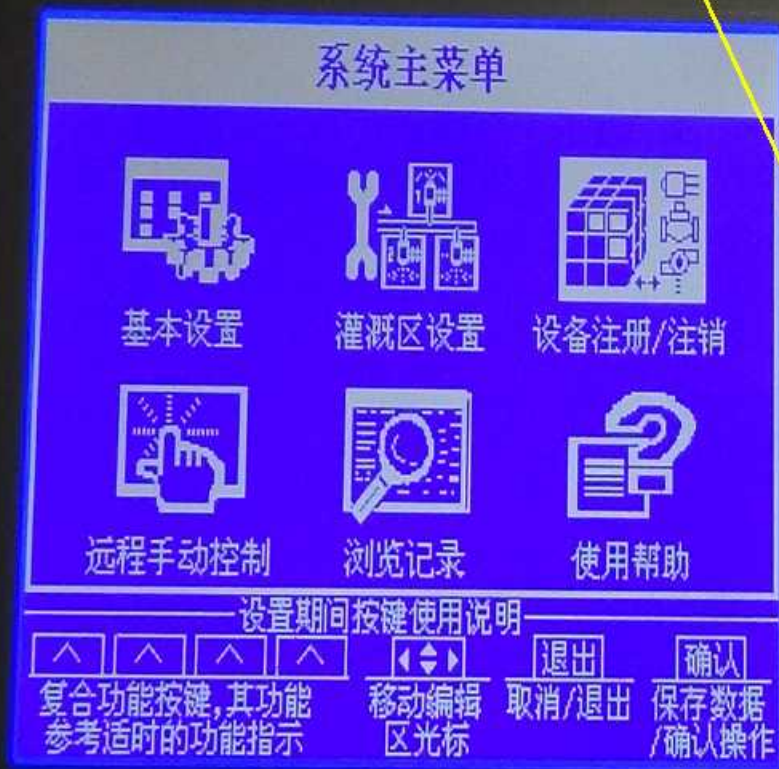 系统主菜单
基本设置
灌溉区设置
设备注册/注销
远程手动控制
浏览记录
使用帮助
设置期间按键使用说明
退出
确认
复合功能按键,其功能
参考适时的功能指示
移动编辑
区光标
取消/退出
保存数据
/确认操作